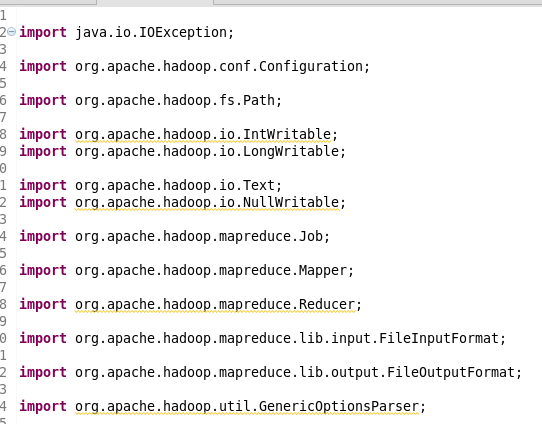 1
2 import java.io.IOException;
3
4 import org.apache.hadoop.conf.Configuration;
5
6 import org.apache.hadoop.fs.Path;
7
8 import org.apache.hadoop.io.IntWritable;
9 import org.apache.hadoop.io.LongWritable;
0
1 import org.apache.hadoop.io.Text;
2 import org.apache.hadoop.io.NullWritable;
3
4 import org.apache.hadoop.mapreduce.Job;
5
6 import org.apache.hadoop.mapreduce.Mapper;
7
8 import org.apache.hadoop.mapreduce.Reducer;
9
0 import org.apache.hadoop.mapreduce.lib.input.FileInputFormat;
1
2 import org.apache.hadoop.mapreduce.lib.output.FileOutputFormat;
3
4 import org.apache.hadoop.util.GenericOptionsParser;
5